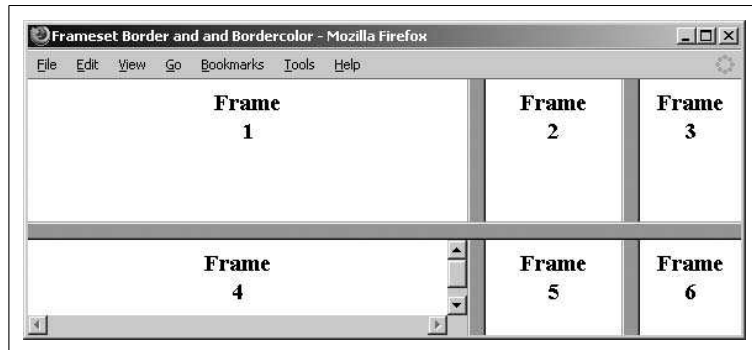 Frameset Border and and Bordercolor - Mozilla Firefox
File Edit View Go Bookmarks Tools Help
Frame
1
Frame
2
Frame
3
Frame
4
Frame
5
Frame
6